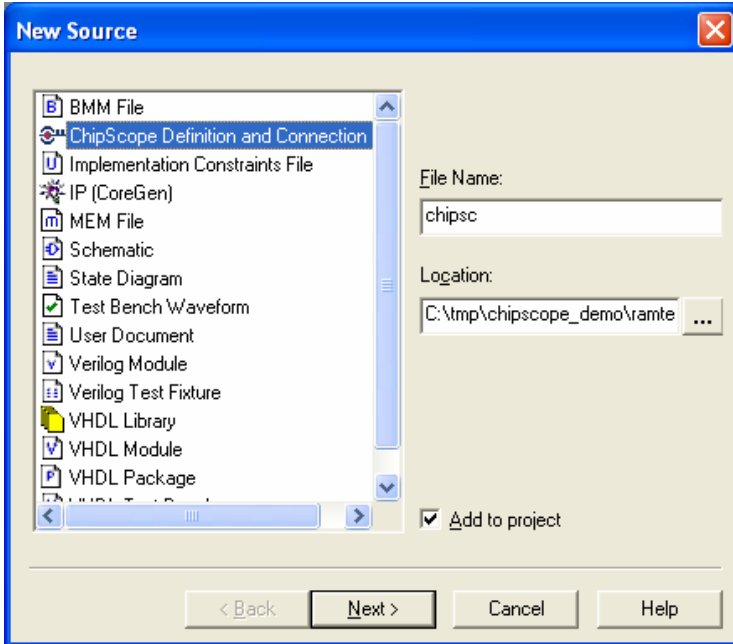 New Source
BMM File
ChipScope Definition and Connection
Implementation Constraints File
IP (CoreGen)
MEM File
Schematic
State Diagram
Test Bench Waveform
User Document
Verilog Module
Verilog Test Fixture
VHDL Library
VHDL Module
VHDL Package
File Name:
chipsc
Location:
C:\tmp\chipscope_demo\ramte
...
Add to project
< Back
Next >
Cancel
Help